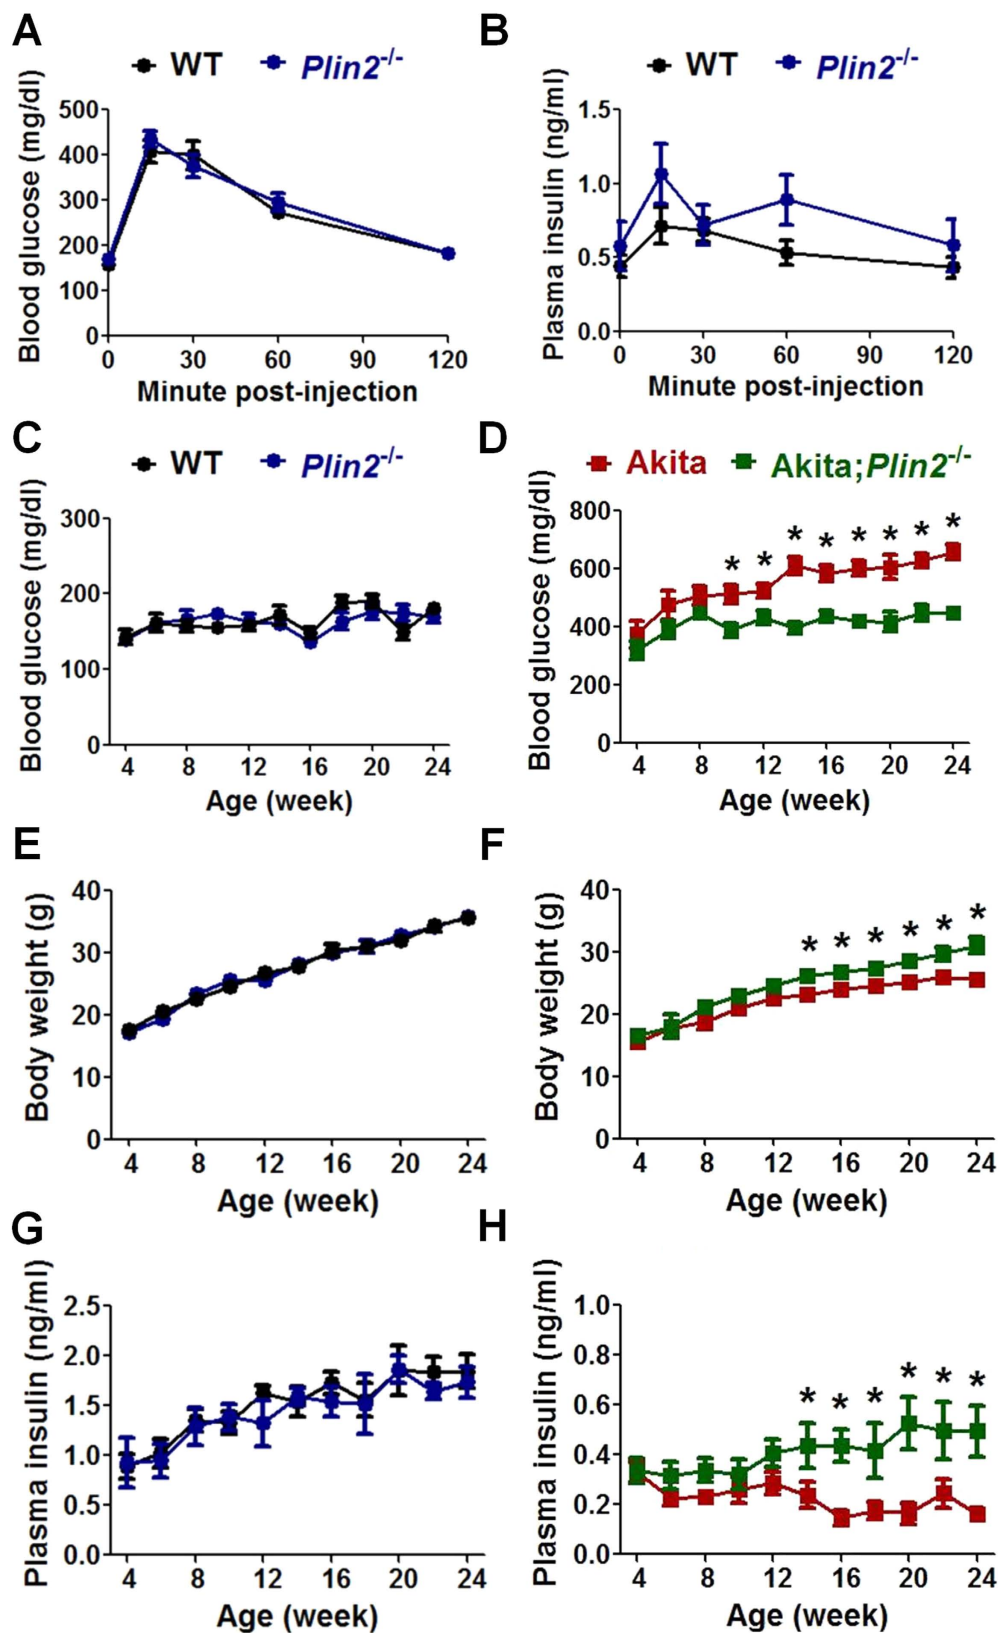 A
WT Plin2-/-
Blood glucose (mg/dl)
500
400
300
200
100
0
0 30 60 90 120
Minute post-injection
B
WT Plin2-/-
Plasma insulin (ng/ml)
1.5
1.0
0.5
0.0
0 30 60 90 120
Minute post-injection
C
WT Plin2-/-
Blood glucose (mg/dl)
300
200
100
0
4 8 12 16 20 24
Age (week)
D
Akita Akita;Plin2-/-
Blood glucose (mg/dl)
800
600
400
200
0
* * * * * * * *
4 8 12 16 20 24
Age (week)
E
Body weight (g)
40
30
20
10
0
4 8 12 16 20 24
Age (week)
F
Body weight (g)
40
30
20
10
0
* * * * * *
4 8 12 16 20 24
Age (week)
G
Plasma insulin (ng/ml)
2.5
2.0
1.5
1.0
0.5
0.0
4 8 12 16 20 24
Age (week)
H
Plasma insulin (ng/ml)
1.0
0.8
0.6
0.4
0.2
0.0
* * * * * *
4 8 12 16 20 24
Age (week)